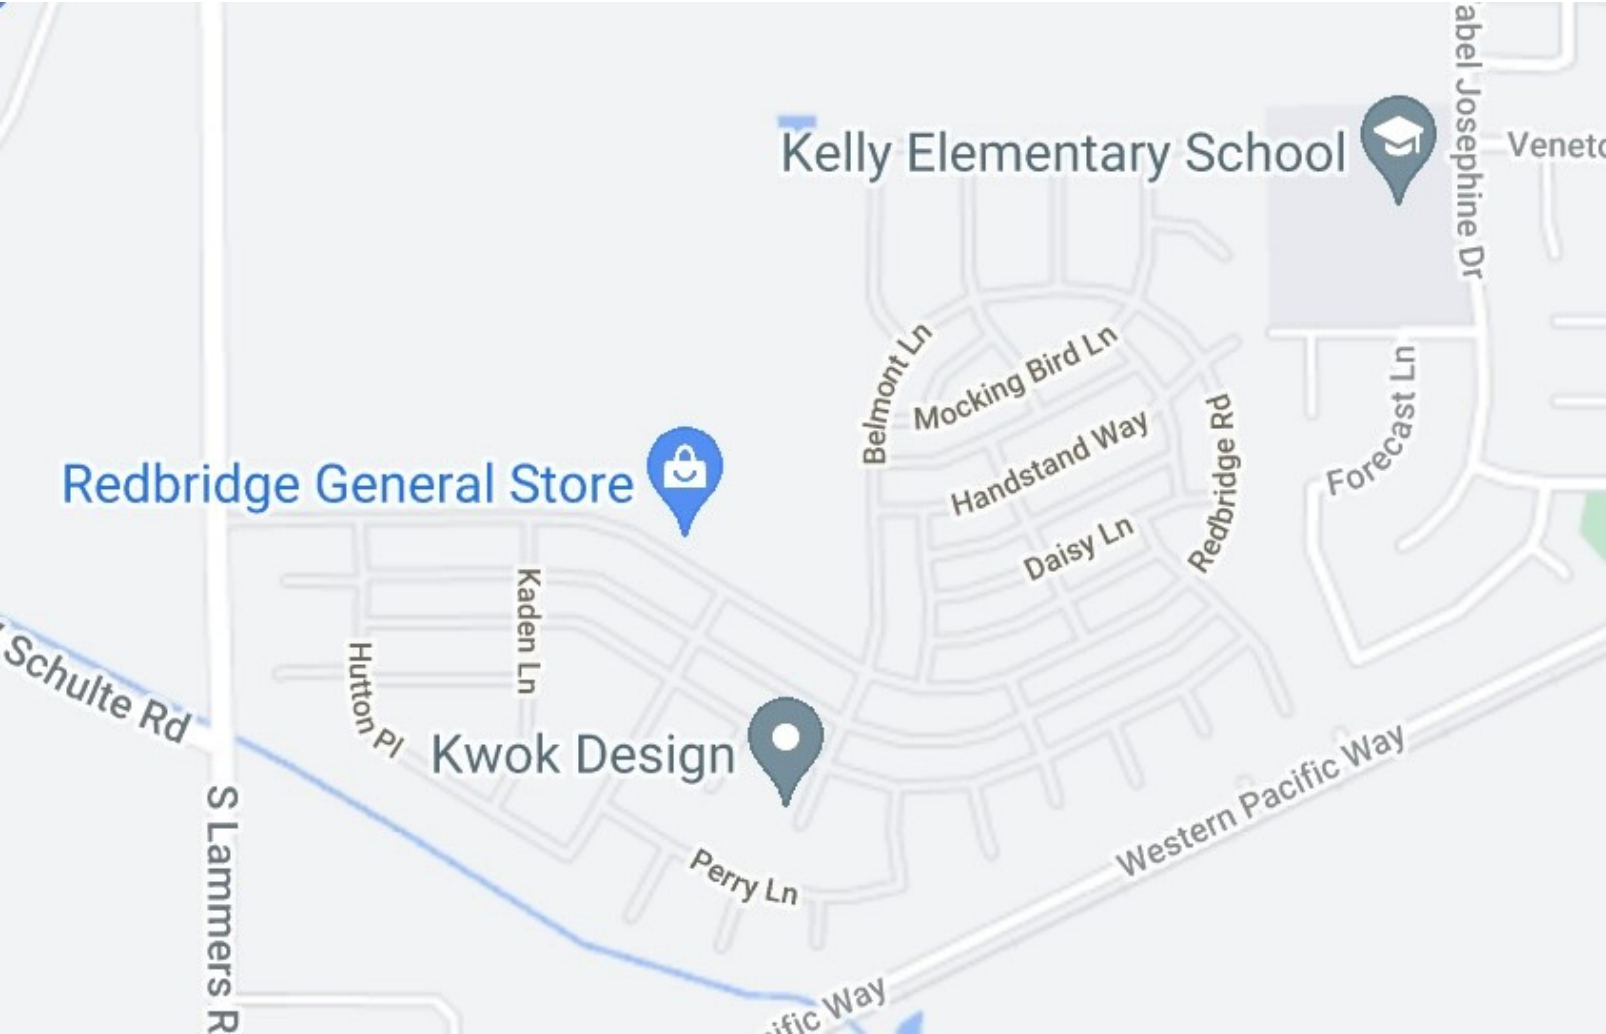 abel Josephine Dr
Kelly Elementary School
Veneto
Belmont Ln
Mocking Bird Ln
Forecast Ln
Handstand Way
Redbridge Rd
Redbridge General Store
Daisy Ln
Kaden Ln
Schulte Rd
Hutton Pl
Kwok Design
Western Pacific Way
S Lammers R
Perry Ln
ific Way